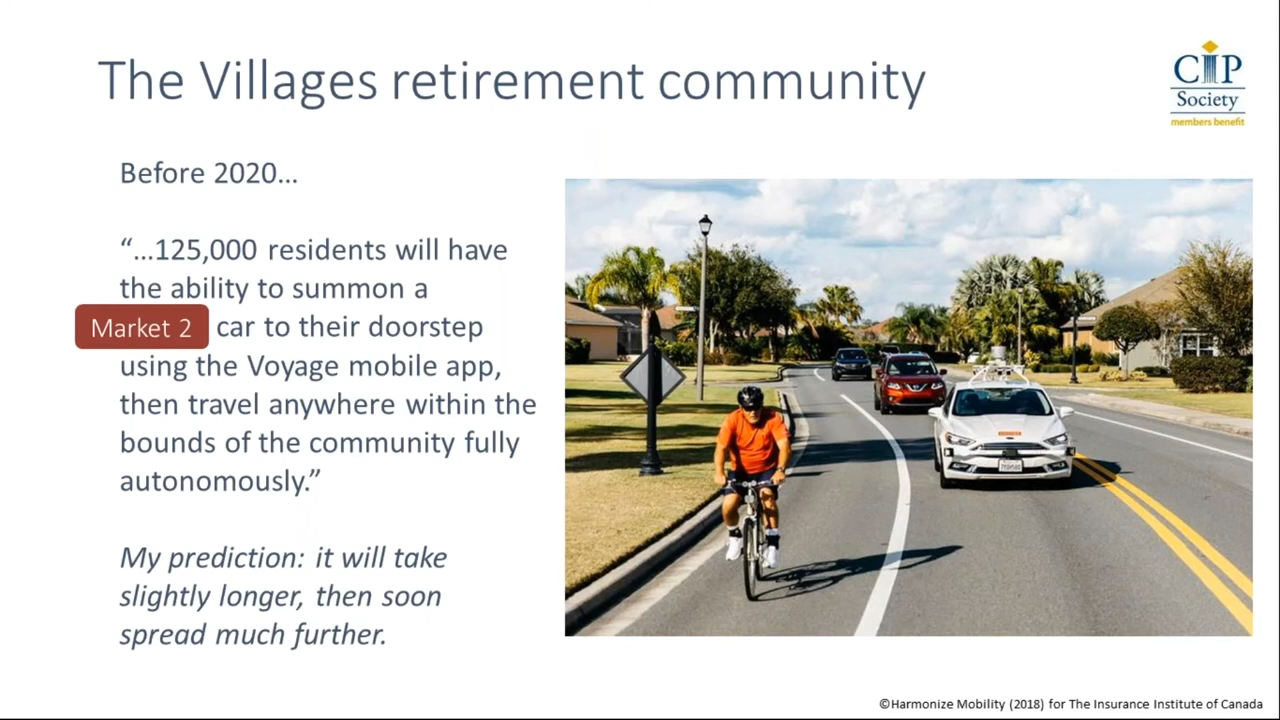 The Villages retirement community
CIP
Society
members benefit
Before 2020...
“...125,000 residents will have
the ability to summon a
Market 2 car to their doorstep
using the Voyage mobile app,
then travel anywhere within the
bounds of the community fully
autonomously.”
My prediction: it will take
slightly longer, then soon
spread much further.
©Harmonize Mobility (2018) for The Insurance Institute of Canada